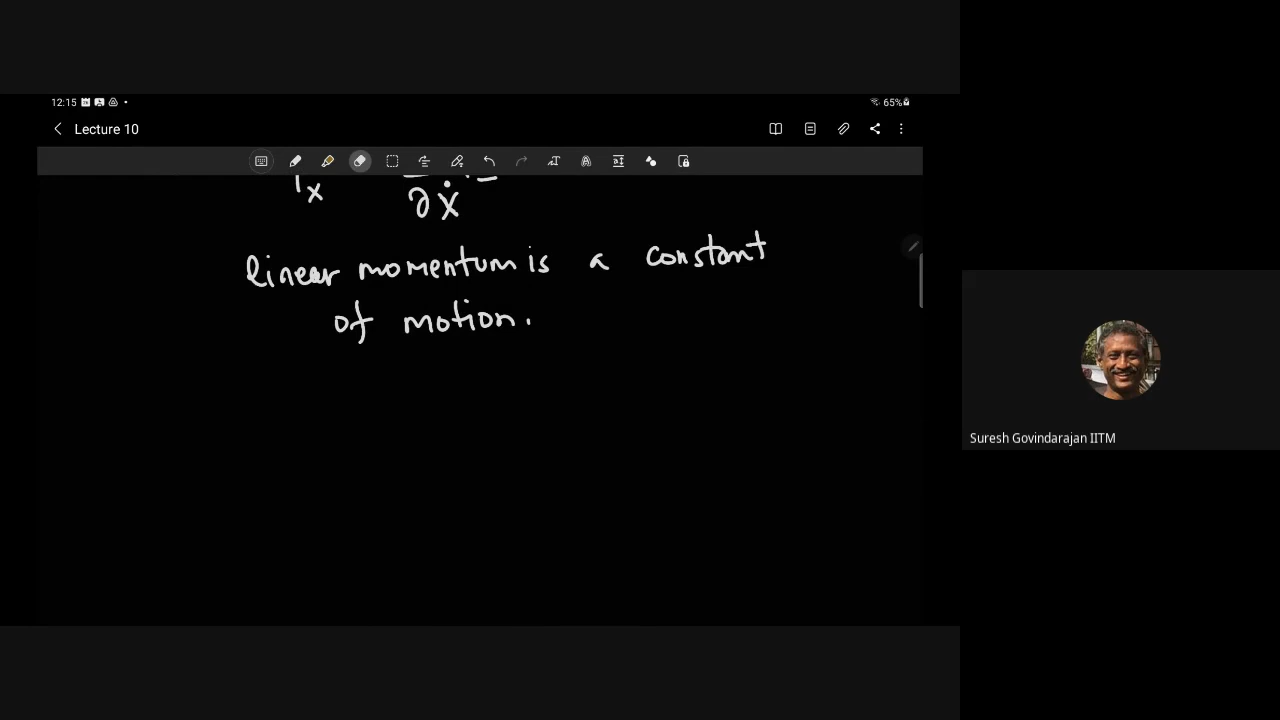 12:15
65%
Lecture 10
x
∂ẋ
linear momentum is a constant
of motion.
Suresh Govindarajan IITM